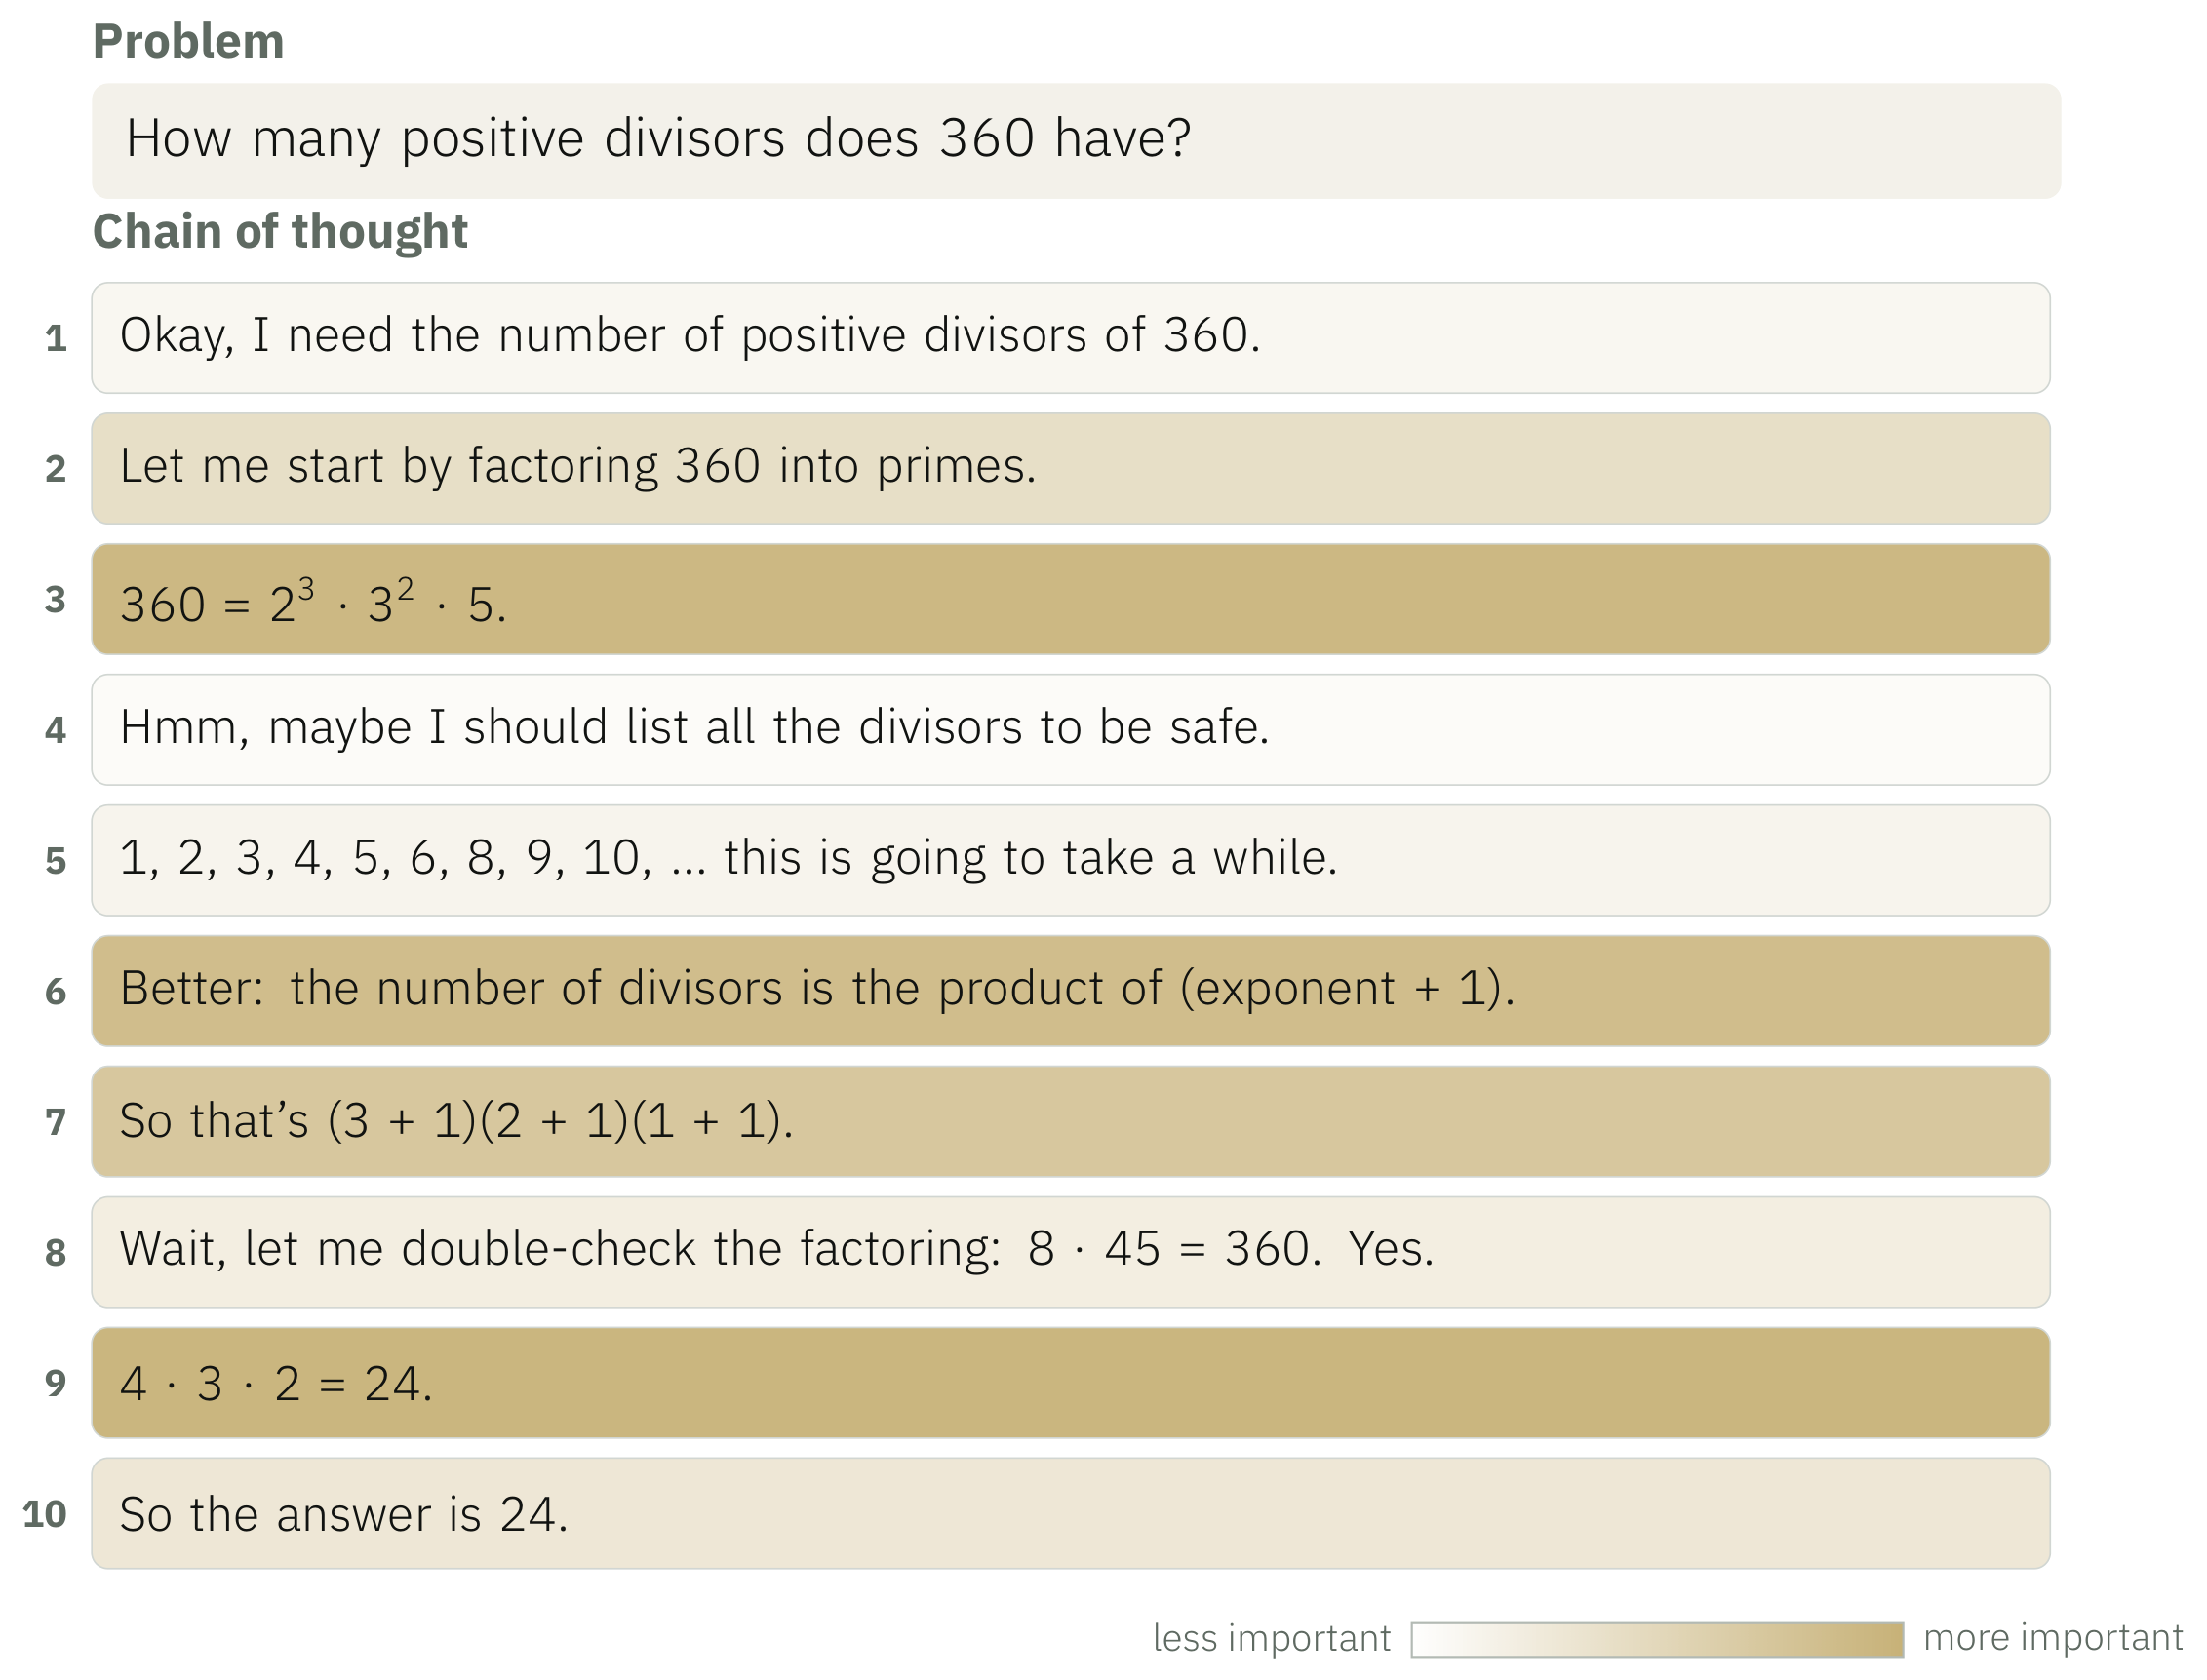 Problem
How many positive divisors does 360 have?
Chain of thought
1 Okay, I need the number of positive divisors of 360.
2 Let me start by factoring 360 into primes.
3 360 = 2³ · 3² · 5.
4 Hmm, maybe I should list all the divisors to be safe.
5 1, 2, 3, 4, 5, 6, 8, 9, 10, … this is going to take a while.
6 Better: the number of divisors is the product of (exponent + 1).
7 So that’s (3 + 1)(2 + 1)(1 + 1).
8 Wait, let me double-check the factoring: 8 · 45 = 360. Yes.
9 4 · 3 · 2 = 24.
10 So the answer is 24.
less important more important